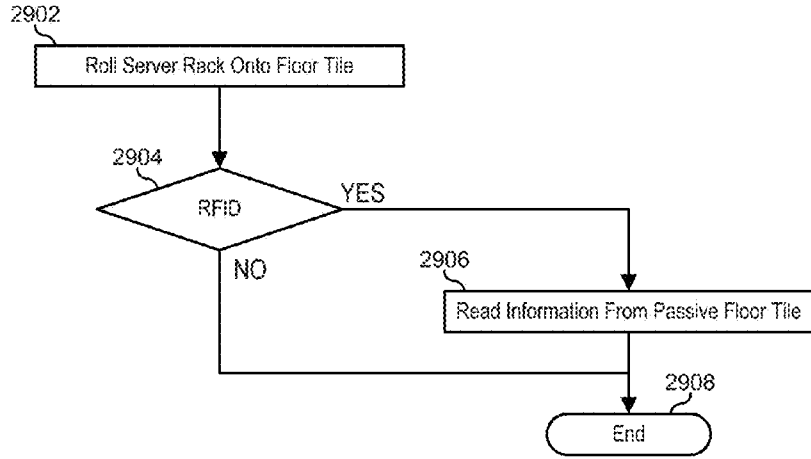 2902
Roll Server Rack Onto Floor Tile
2904
RFID
YES
NO
2906
Read Information From Passive Floor Tile
2908
End